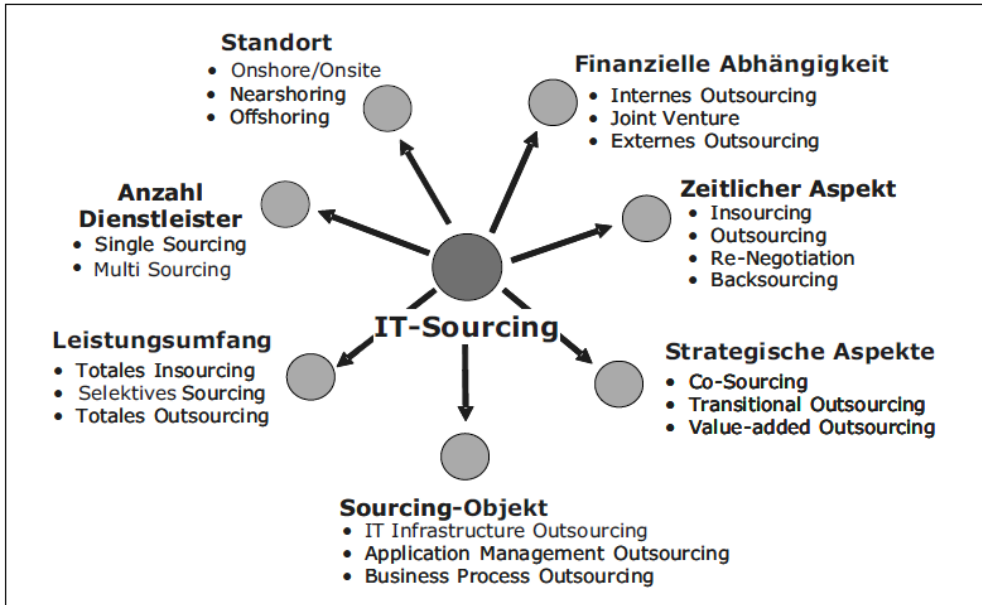 Standort
• Onshore/Onsite
• Nearshoring
• Offshoring
Finanzielle Abhängigkeit
• Internes Outsourcing
• Joint Venture
• Externes Outsourcing
Anzahl
Dienstleister
• Single Sourcing
• Multi Sourcing
Zeitlicher Aspekt
• Insourcing
• Outsourcing
• Re-Negotiation
• Backsourcing
IT-Sourcing
Leistungsumfang
• Totales Insourcing
• Selektives Sourcing
• Totales Outsourcing
Strategische Aspekte
• Co-Sourcing
• Transitional Outsourcing
• Value-added Outsourcing
Sourcing-Objekt
• IT Infrastructure Outsourcing
• Application Management Outsourcing
• Business Process Outsourcing